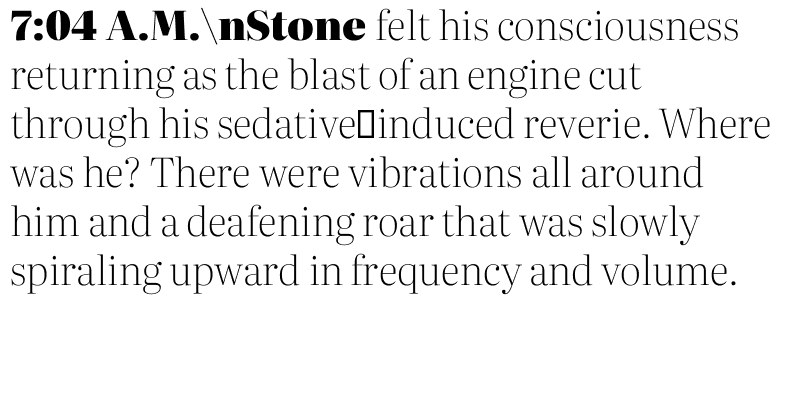 7:04 A.M.\nStone felt his consciousness
returning as the blast of an engine cut
through his sedative▯induced reverie. Where
was he? There were vibrations all around
him and a deafening roar that was slowly
spiraling upward in frequency and volume.